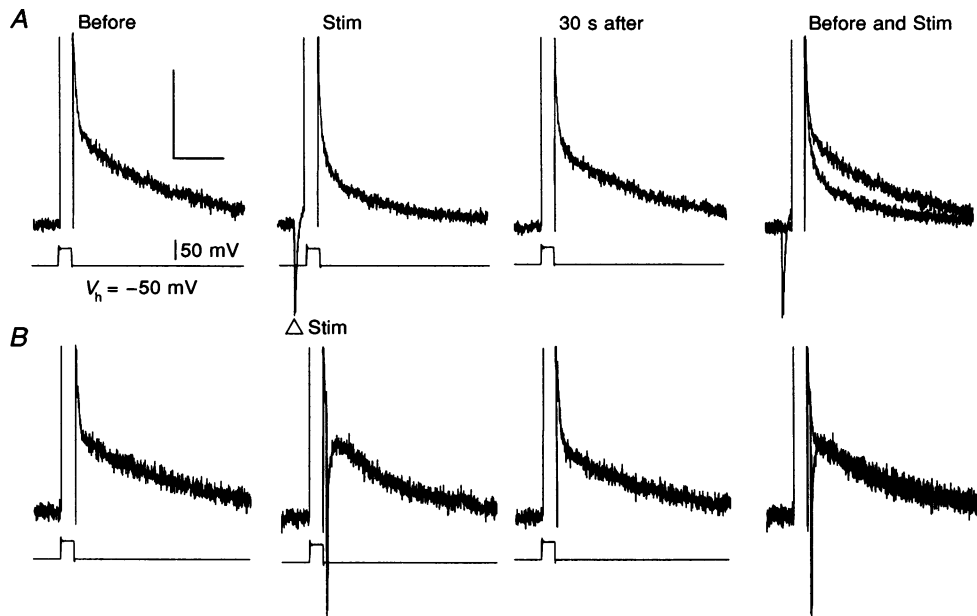 A
Before
Stim
30 s after
Before and Stim
50 mV
Vh = −50 mV
△ Stim
B